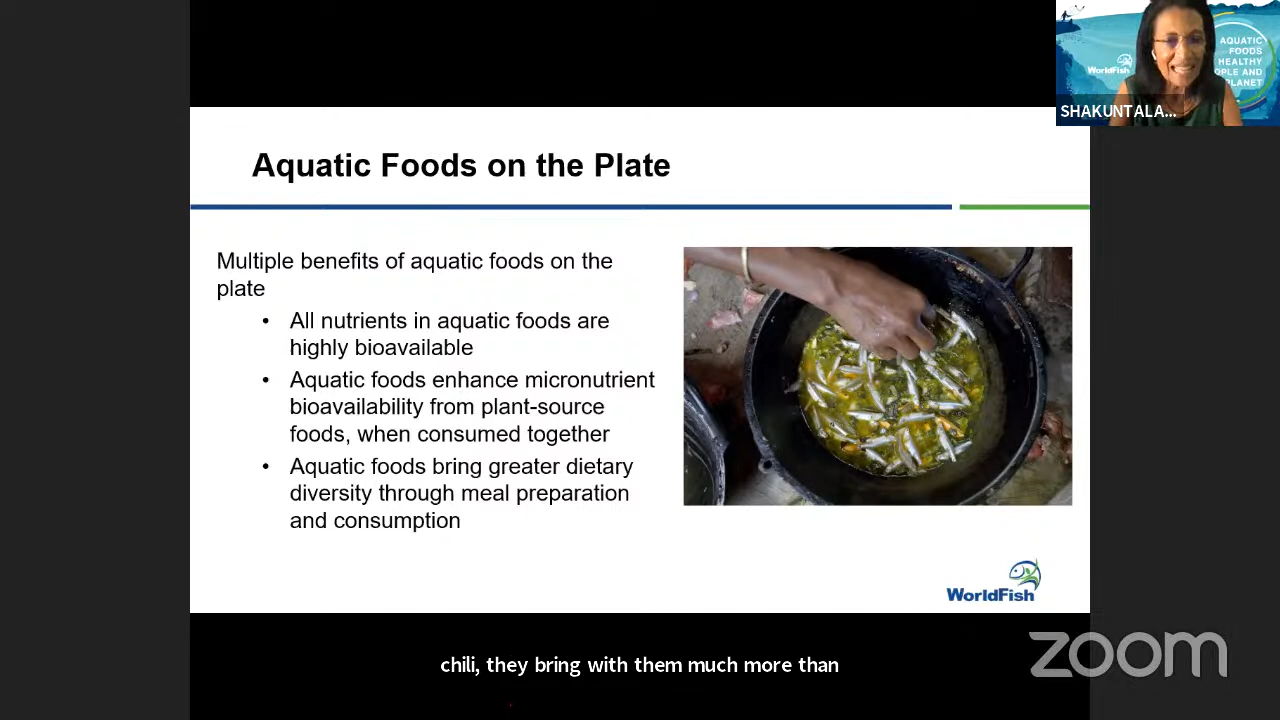 AQUATIC
FOODS
HEALTHY
PLE AND
PLANET
WorldFish
SHAKUNTALA...
Aquatic Foods on the Plate
Multiple benefits of aquatic foods on the
plate
• All nutrients in aquatic foods are
highly bioavailable
• Aquatic foods enhance micronutrient
bioavailability from plant-source
foods, when consumed together
• Aquatic foods bring greater dietary
diversity through meal preparation
and consumption
WorldFish
chili, they bring with them much more than
zoom